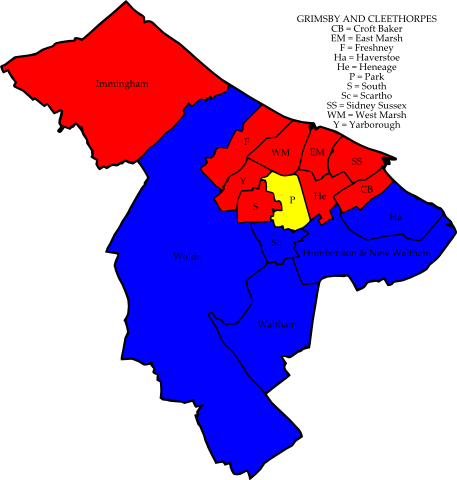 GRIMSBY AND CLEETHORPES
CB = Croft Baker
EM = East Marsh
F = Freshney
Ha = Haverstoe
He = Heneage
P = Park
S = South
Sc = Scartho
SS = Sidney Sussex
WM = West Marsh
Y = Yarborough
Immingham
F
WM
EM
SS
Y
He
CB
S
P
Ha
Sc
Wolds
Humberston & New Waltham
Waltham